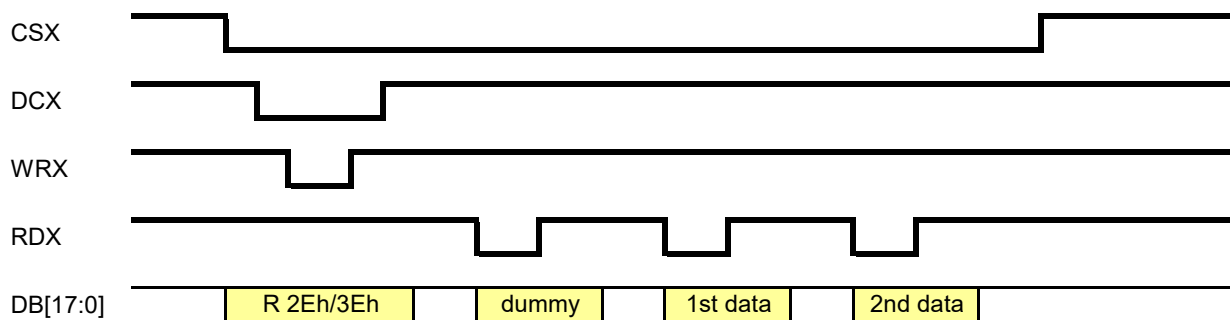 CSX
DCX
WRX
RDX
DB[17:0] R 2Eh/3Eh dummy 1st data 2nd data